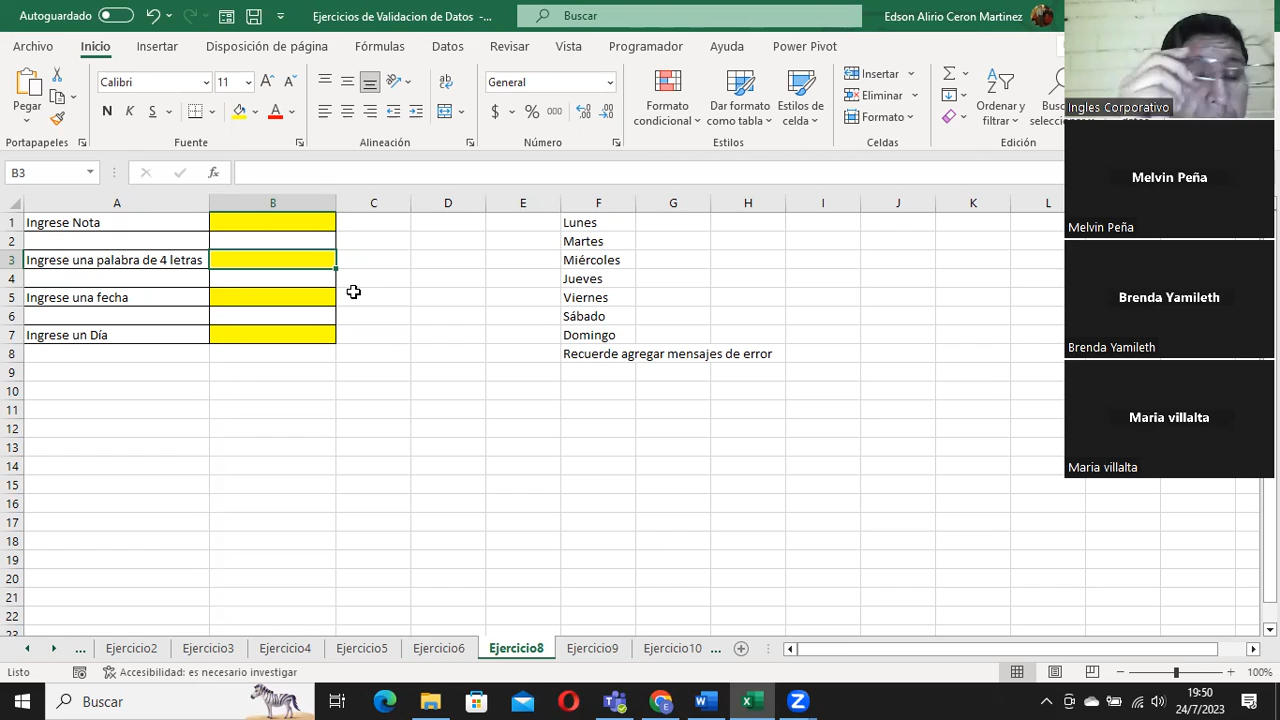 Autoguardado
Ejercicios de Validacion de Datos -...
Buscar
Edson Alirio Ceron Martinez
Archivo
Inicio
Insertar
Disposición de página
Fórmulas
Datos
Revisar
Vista
Programador
Ayuda
Power Pivot
Pegar
Calibri
11
N
K
S
General
Formato condicional
Dar formato como tabla
Estilos de celda
Insertar
Eliminar
Formato
Ordenar y filtrar
Portapapeles
Fuente
Alineación
Número
Estilos
Celdas
B3
A B C D E F G H I J K L
1 Ingrese Nota Lunes
2 Martes
3 Ingrese una palabra de 4 letras Miércoles
4 Jueves
5 Ingrese una fecha Viernes
6 Sábado
7 Ingrese un Día Domingo
8 Recuerde agregar mensajes de error
9
10
11
12
13
14
15
16
17
18
19
20
21
22
23
... Ejercicio2 Ejercicio3 Ejercicio4 Ejercicio5 Ejercicio6 Ejercicio8 Ejercicio9 Ejercicio10 ...
Listo
Accesibilidad: es necesario investigar
100%
Buscar
19:50
24/7/2023
Ingles Corporativo
Melvin Peña
Melvin Peña
Brenda Yamileth
Brenda Yamileth
Maria villalta
Maria villalta